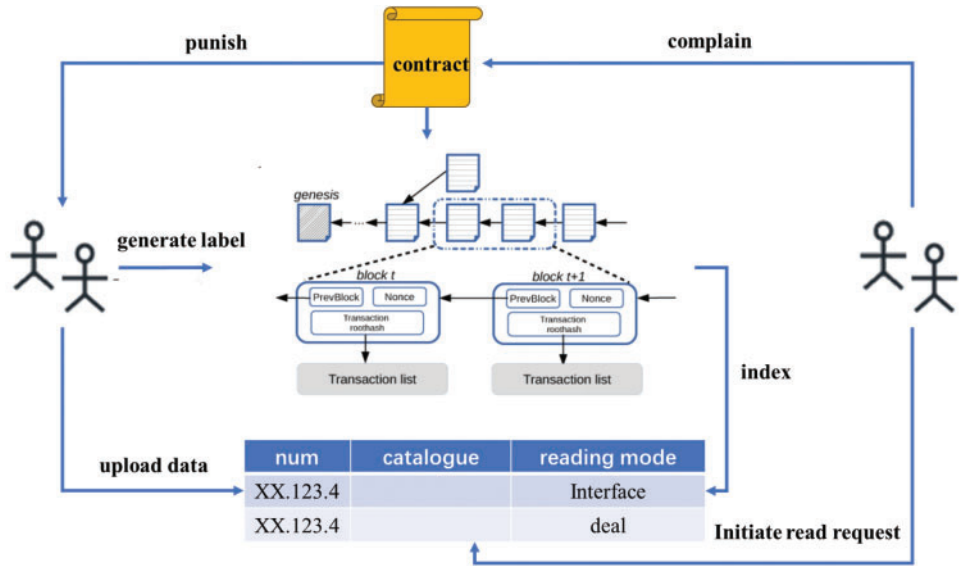 punish
contract
complain
genesis
generate label
block t
block t+1
PrevBlock
Nonce
PrevBlock
Nonce
Transaction
roothash
Transaction
roothash
Transaction list
Transaction list
index
upload data
num catalogue reading mode
XX.123.4 Interface
XX.123.4 deal
Initiate read request